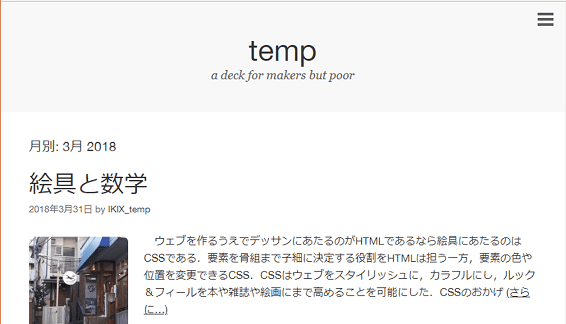 temp
a deck for makers but poor
月別: 3月 2018
絵具と数学
2018年3月31日 by IKIX_temp
ウェブを作るうえでデッサンにあたるのがHTMLであるなら絵具にあたるのは
CSSである．要素を骨組まで子細に決定する役割をHTMLは担う一方，要素の色や
位置を変更できるCSS．CSSはウェブをスタイリッシュに，カラフルにし，ルック
＆フィールを本や雑誌や絵画にまで高めることを可能にした．CSSのおかげ (さら
に…)